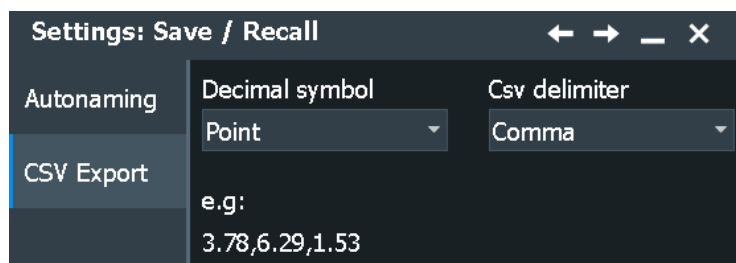 Settings: Save / Recall
Autonaming
Decimal symbol
Csv delimiter
Point
Comma
CSV Export
e.g:
3.78,6.29,1.53